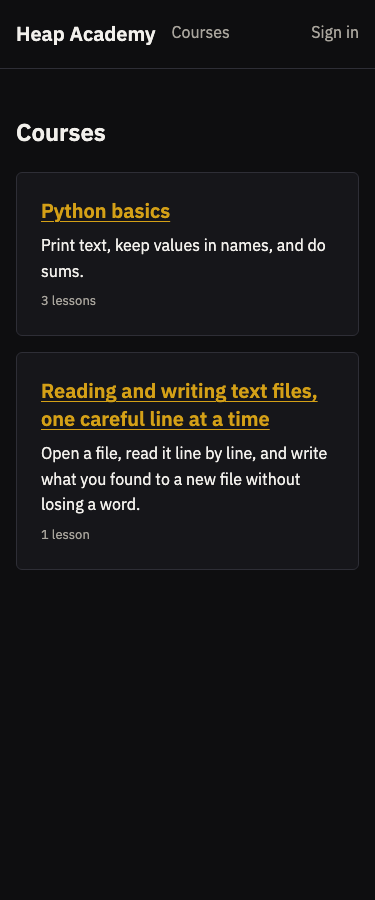 Heap Academy Courses Sign in
Courses
Python basics
Print text, keep values in names, and do
sums.
3 lessons
Reading and writing text files,
one careful line at a time
Open a file, read it line by line, and write
what you found to a new file without
losing a word.
1 lesson